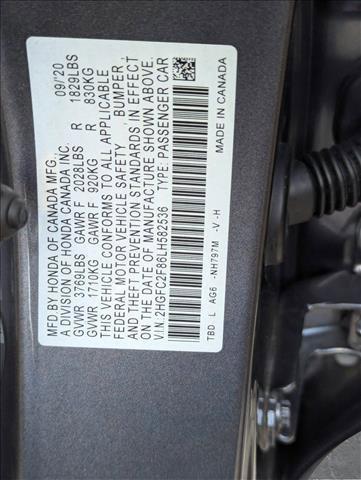 MFD.BY HONDA OF CANADA MFG. 09/20
A DIVISION OF HONDA CANADA INC.
GVWR 3769LBS GAWR F 2028LBS R 1829LBS
GVWR 1710KG GAWR F 920KG R 830KG
THIS VEHICLE CONFORMS TO ALL APPLICABLE
FEDERAL MOTOR VEHICLE SAFETY, BUMPER,
AND THEFT PREVENTION STANDARDS IN EFFECT
ON THE DATE OF MANUFACTURE SHOWN ABOVE.
V.I.N. 2HGFC2F86LH582536 TYPE: PASSENGER CAR
TBD L AG6 -NH797M -V -H
MADE IN CANADA